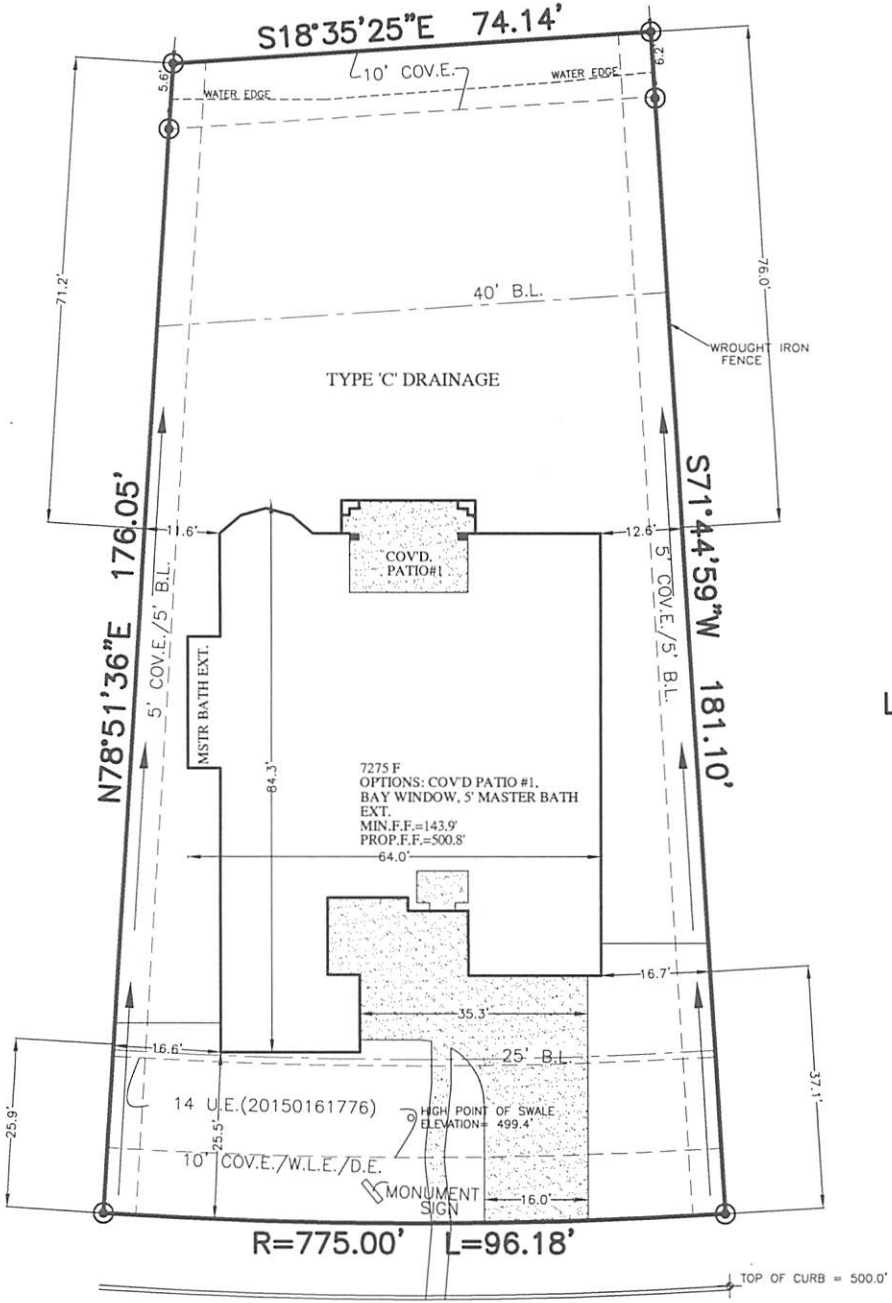 S18°35'25"E 74.14'
5.6'
10' COV.E.
6.2'
WATER EDGE
WATER EDGE
71.2'
76.0'
40' B.L.
WROUGHT IRON
FENCE
TYPE 'C' DRAINAGE
N78°51'36"E 176.05'
S71°44'59"W 181.10'
11.6'
12.6'
COV'D.
PATIO#1
5' COV.E./5' B.L.
5' COV.E./5' B.L.
MSTR BATH EXT.
84.3'
7275 F
OPTIONS: COV'D PATIO #1,
BAY WINDOW, 5' MASTER BATH
EXT.
MIN.F.F.=143.9'
PROP.F.F.=500.8'
64.0'
L
16.7'
35.3'
16.6'
25' B.L.
37.1'
25.9'
14 U.E.(20150161776)
HIGH POINT OF SWALE
ELEVATION= 499.4'
25.5'
10' COV.E./W.L.E./D.E.
MONUMENT
SIGN
16.0'
R=775.00' L=96.18'
TOP OF CURB = 500.0'